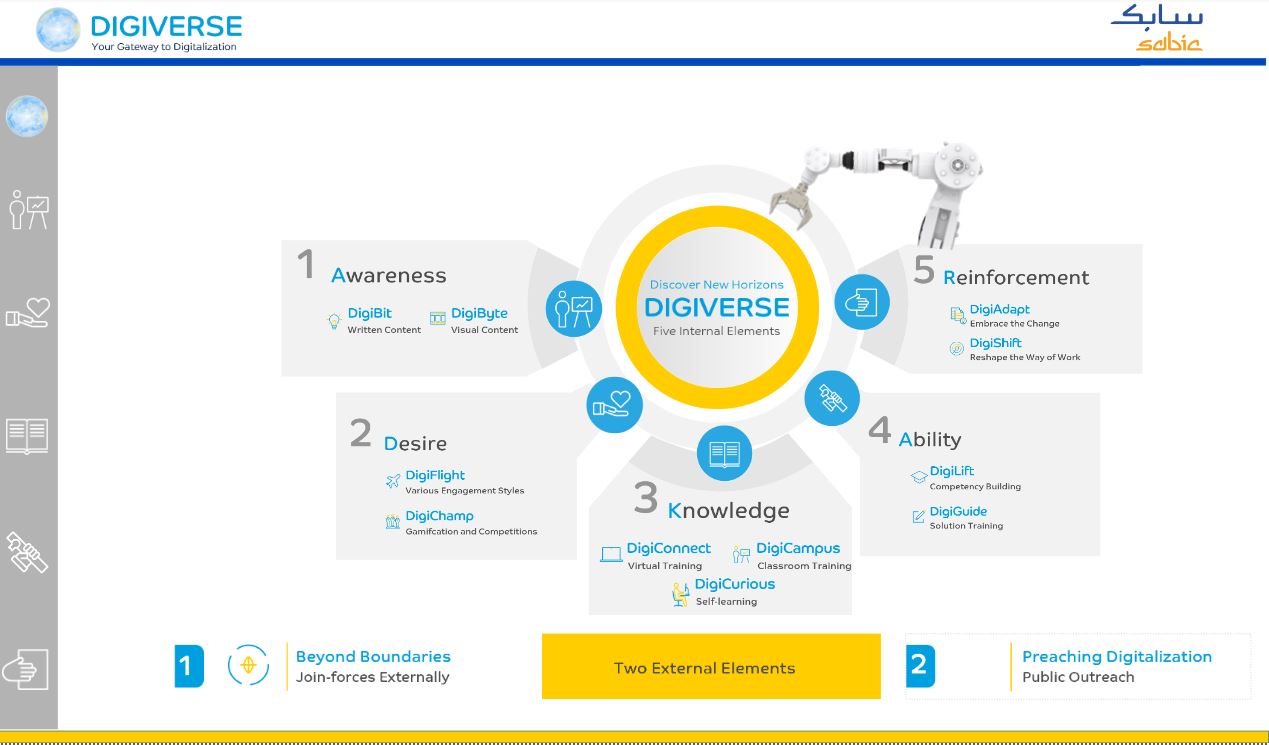 DIGIVERSE
Your Gateway to Digitalization
سابك
sabic
Discover New Horizons
DIGIVERSE
Five Internal Elements
1 Awareness
DigiBit
Written Content
DigiByte
Visual Content
2 Desire
DigiFlight
Various Engagement Styles
DigiChamp
Gamifcation and Competitions
3 Knowledge
DigiConnect
Virtual Training
DigiCampus
Classroom Training
DigiCurious
Self-learning
4 Ability
DigiLift
Competency Building
DigiGuide
Solution Training
5 Reinforcement
DigiAdapt
Embrace the Change
DigiShift
Reshape the Way of Work
1
Beyond Boundaries
Join-forces Externally
Two External Elements
2
Preaching Digitalization
Public Outreach